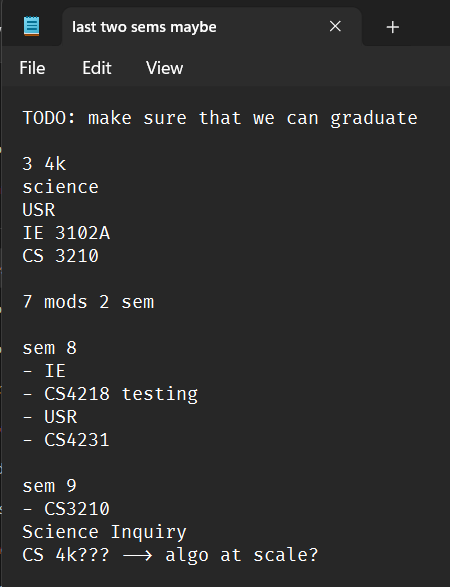 last two sems maybe
File Edit View
TODO: make sure that we can graduate
3 4k
science
USR
IE 3102A
CS 3210
7 mods 2 sem
sem 8
- IE
- CS4218 testing
- USR
- CS4231
sem 9
- CS3210
Science Inquiry
CS 4k??? --> algo at scale?